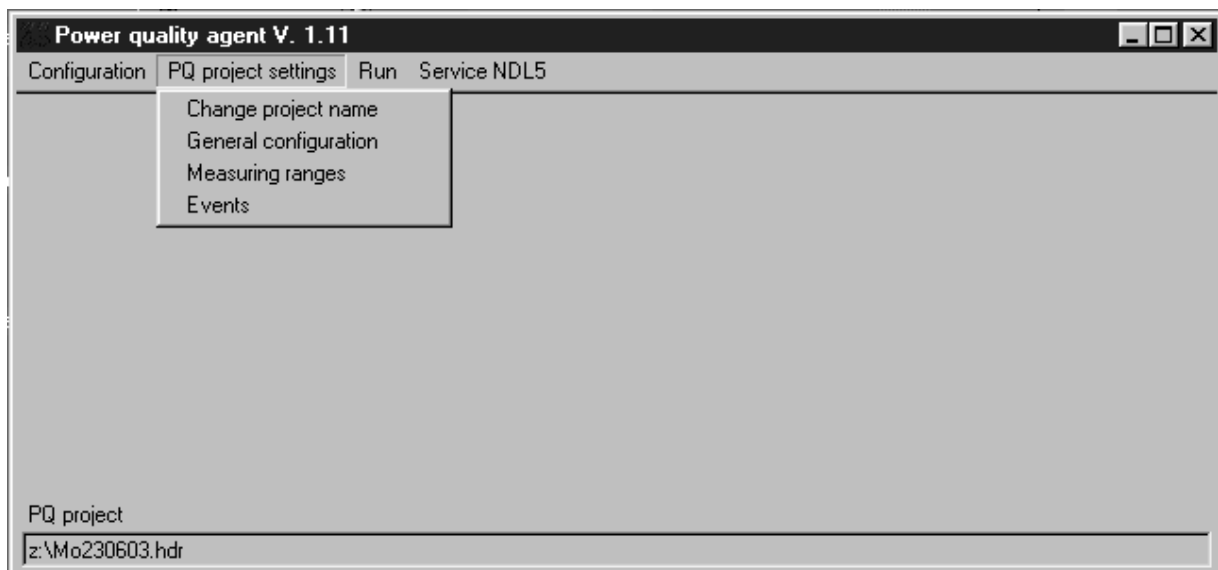 Power quality agent V. 1.11
Configuration PQ project settings Run Service NDL5
Change project name
General configuration
Measuring ranges
Events
PQ project
z:\Mo230603.hdr